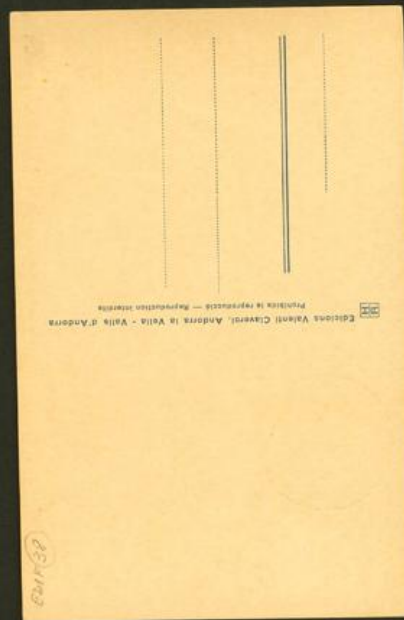 Edicions Valentí Claverol. Andorra la Vella - Valls d'Andorra
Prohibida la reproducció — Reproduction interdite